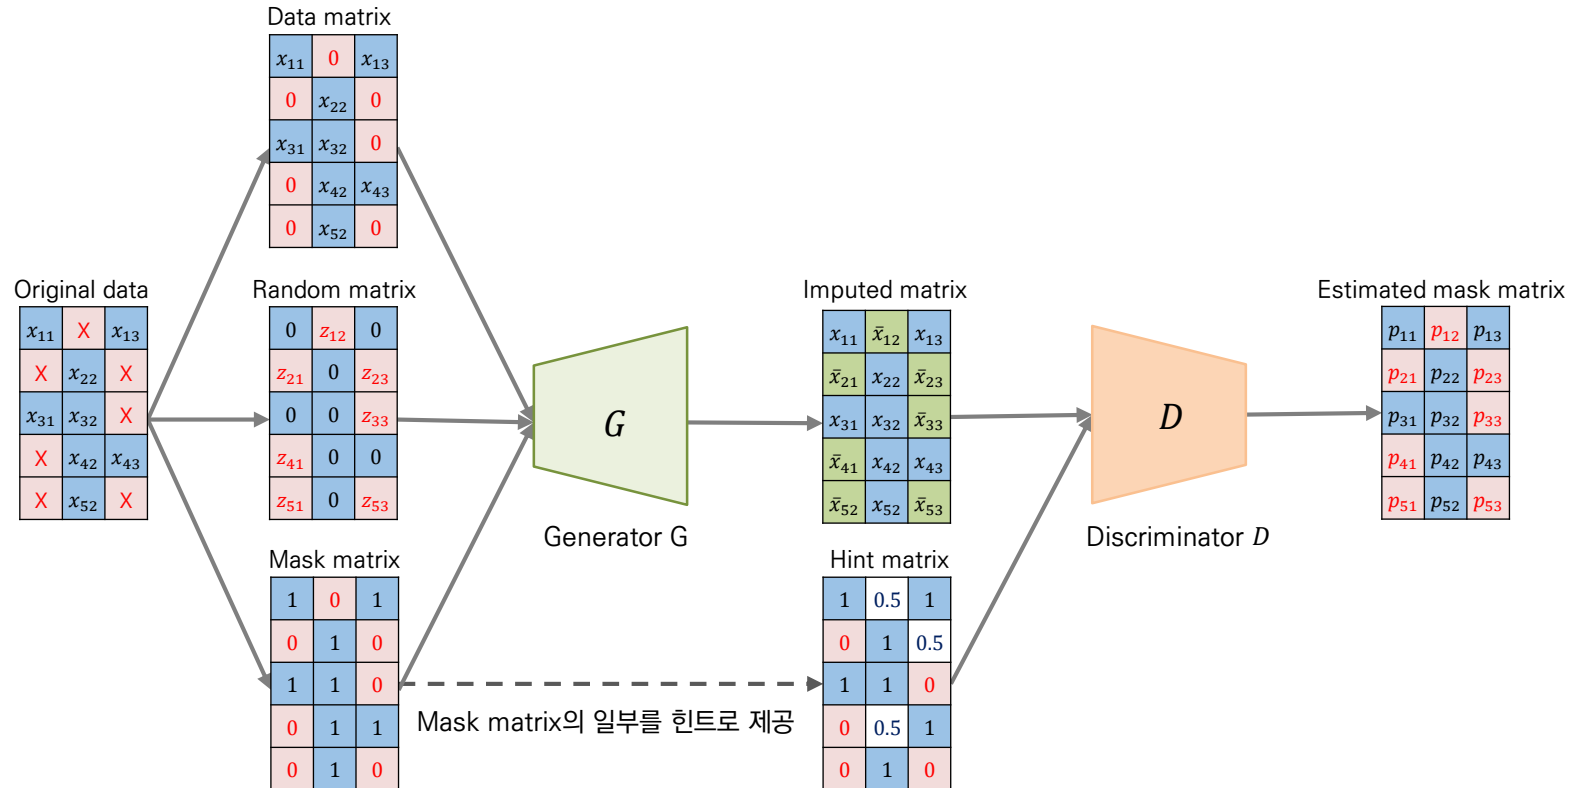 Data matrix
x₁₁ 0 x₁₃
0 x₂₂ 0
x₃₁ x₃₂ 0
0 x₄₂ x₄₃
0 x₅₂ 0
Original data
x₁₁ X x₁₃
X x₂₂ X
x₃₁ x₃₂ X
X x₄₂ x₄₃
X x₅₂ X
Random matrix
0 z₁₂ 0
z₂₁ 0 z₂₃
0 0 z₃₃
z₄₁ 0 0
z₅₁ 0 z₅₃
Mask matrix
1 0 1
0 1 0
1 1 0
0 1 1
0 1 0
G
Generator G
Mask matrix의 일부를 힌트로 제공
Imputed matrix
x₁₁ x̄₁₂ x₁₃
x̄₂₁ x₂₂ x̄₂₃
x₃₁ x₃₂ x̄₃₃
x̄₄₁ x₄₂ x₄₃
x̄₅₂ x₅₂ x̄₅₃
Hint matrix
1 0.5 1
0 1 0.5
1 1 0
0 0.5 1
0 1 0
D
Discriminator D
Estimated mask matrix
p₁₁ p₁₂ p₁₃
p₂₁ p₂₂ p₂₃
p₃₁ p₃₂ p₃₃
p₄₁ p₄₂ p₄₃
p₅₁ p₅₂ p₅₃